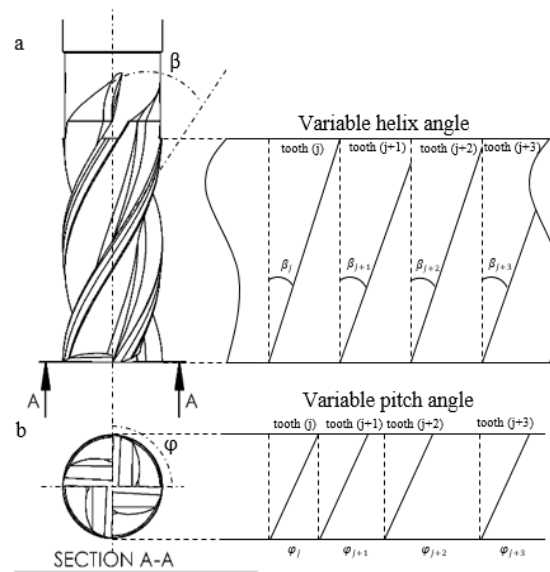 a
β
Variable helix angle
tooth (j) tooth (j+1) tooth (j+2) tooth (j+3)
βj βj+1 βj+2 βj+3
A A
Variable pitch angle
b
φ
tooth (j) tooth (j+1) tooth (j+2) tooth (j+3)
φj φj+1 φj+2 φj+3
SECTION A-A